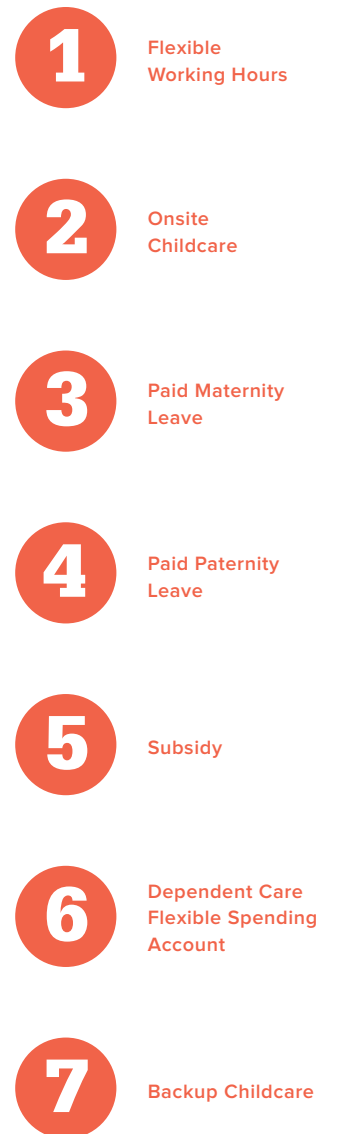 1
Flexible
Working Hours
2
Onsite
Childcare
3
Paid Maternity
Leave
4
Paid Paternity
Leave
5
Subsidy
6
Dependent Care
Flexible Spending
Account
7
Backup Childcare